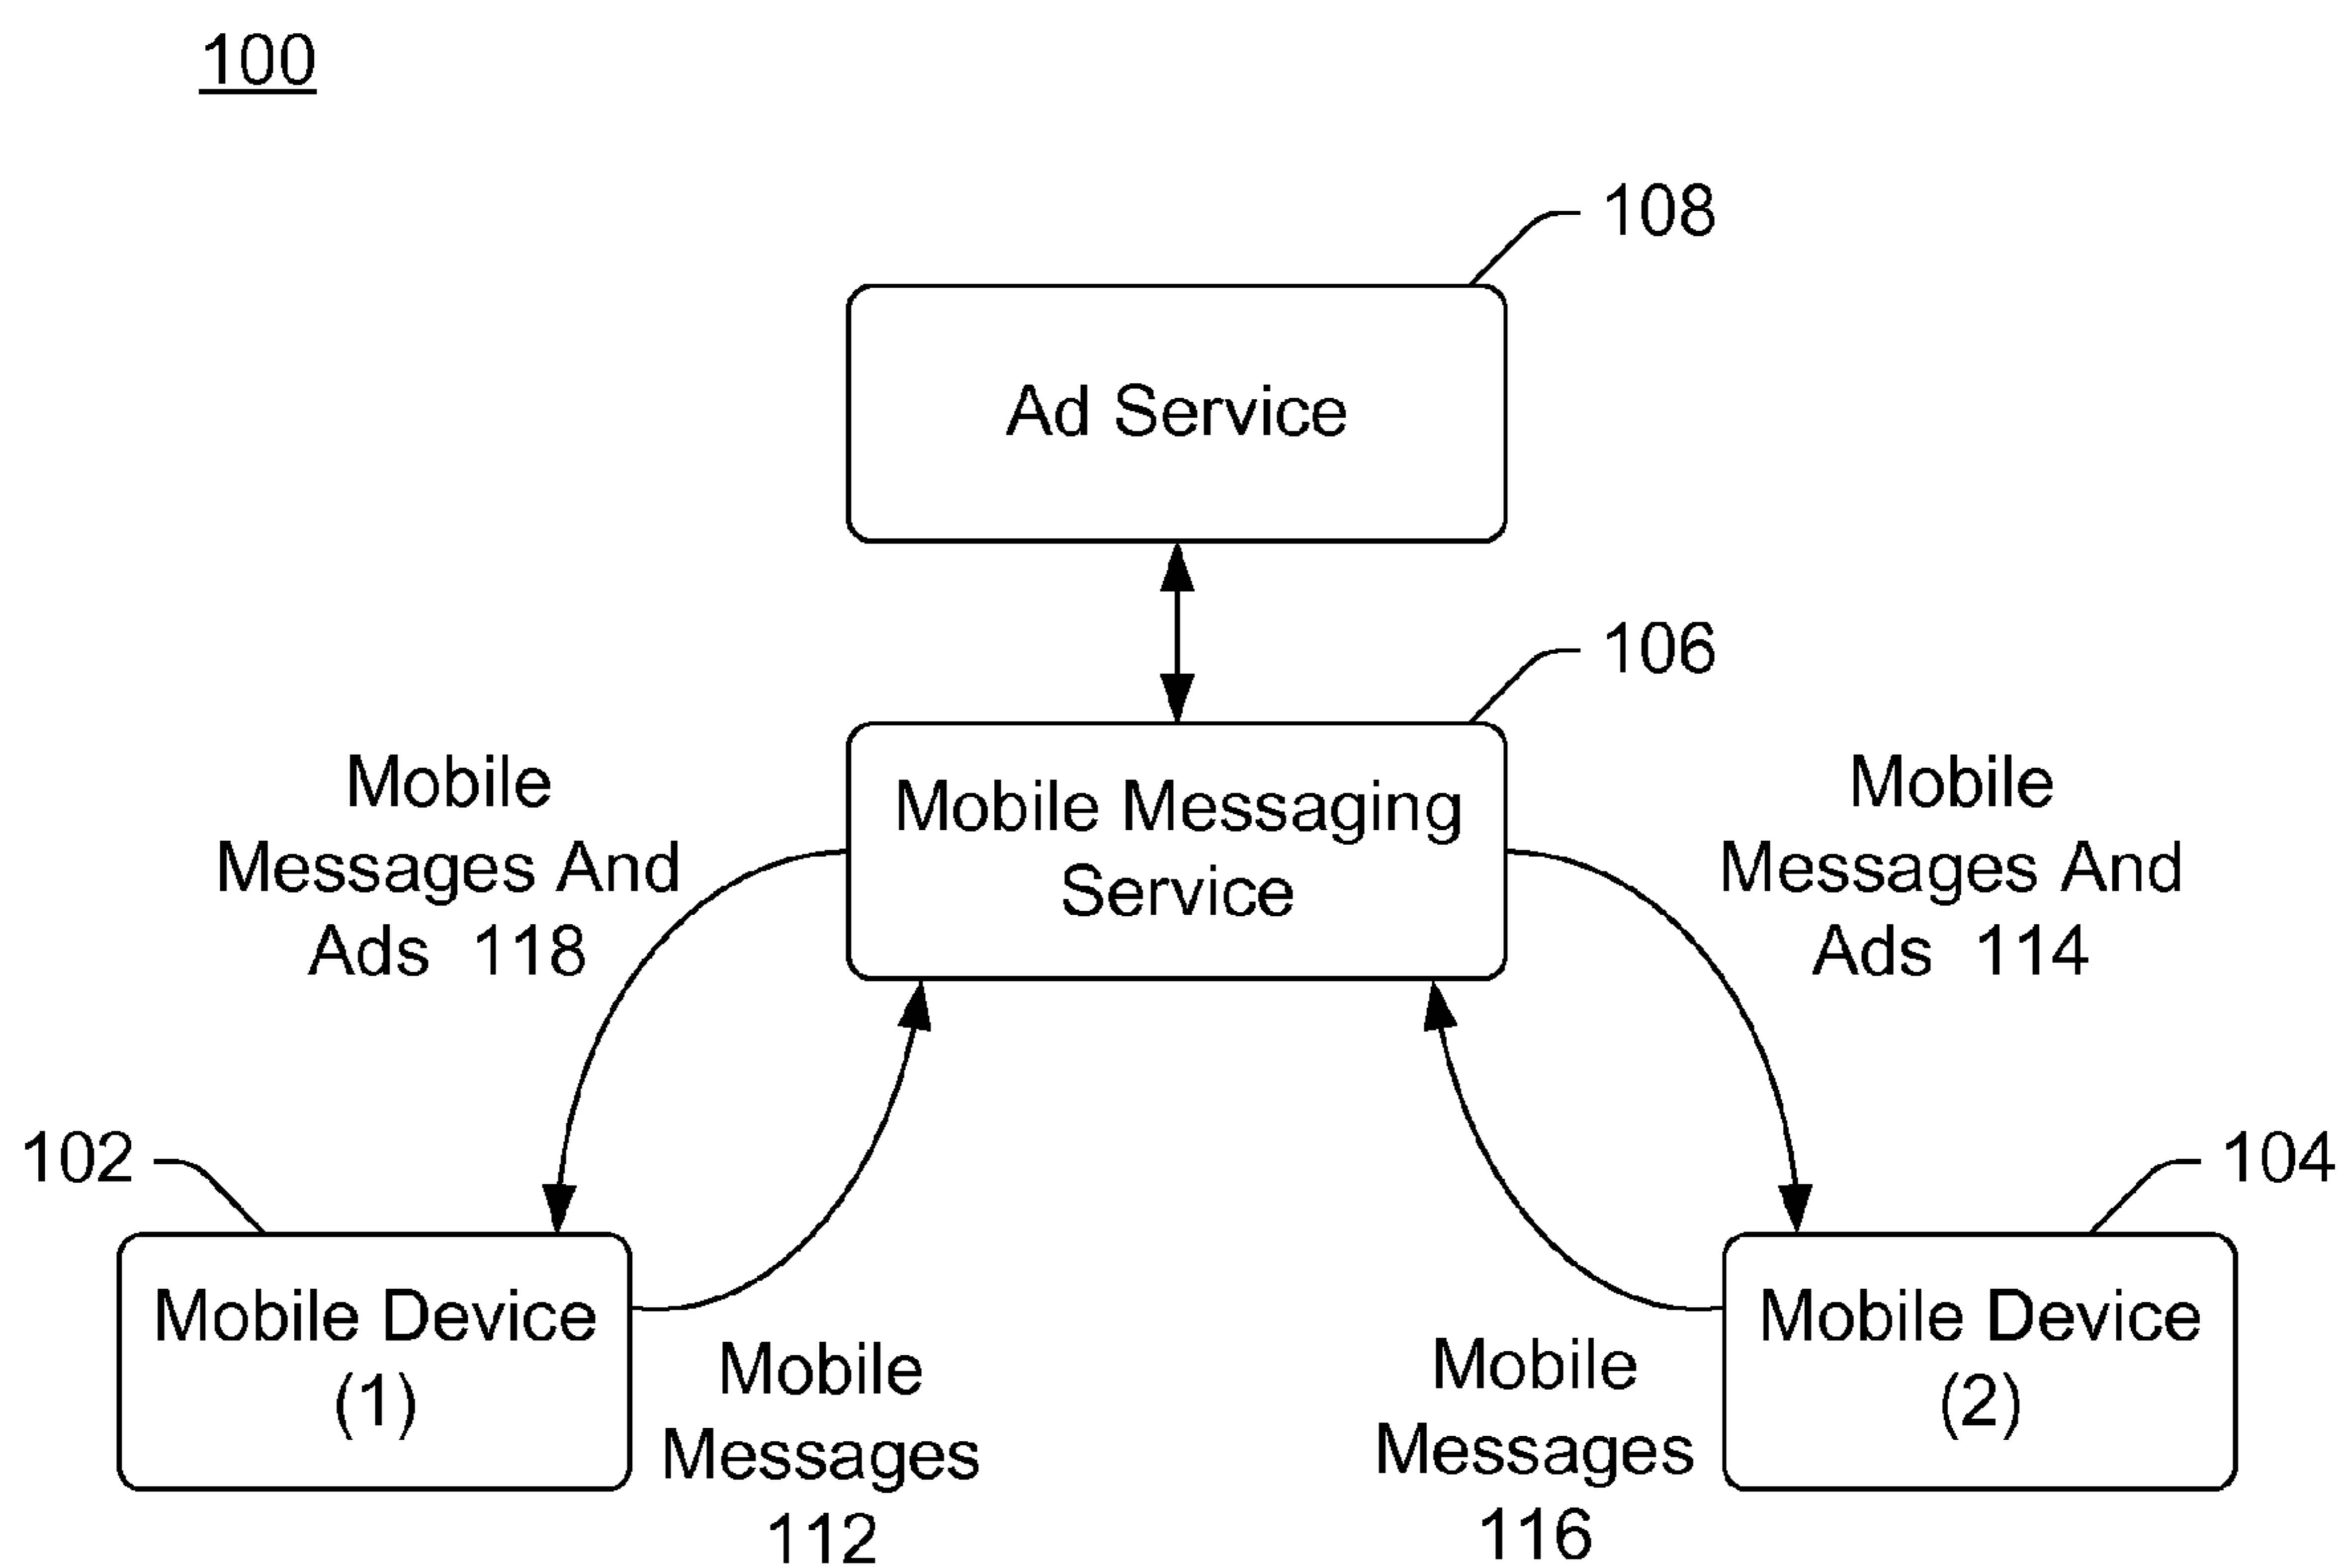 100
108
Ad Service
106
Mobile Messaging
Service
Mobile
Messages And
Ads 118
Mobile
Messages And
Ads 114
102
104
Mobile Device
(1)
Mobile
Messages
112
Mobile
Messages
116
Mobile Device
(2)